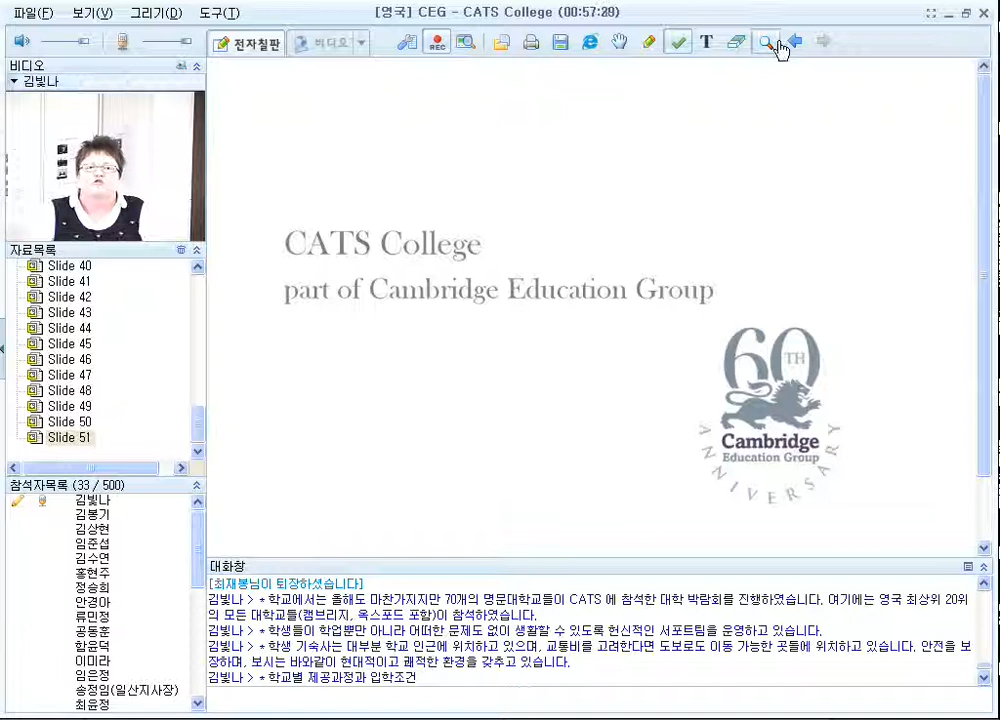 파일(F) 보기(V) 그리기(D) 도구(T)
[영국] CEG - CATS College (00:57:29)
전자칠판
비디오
REC
T
비디오
김빛나
자료목록
Slide 40
Slide 41
Slide 42
Slide 43
Slide 44
Slide 45
Slide 46
Slide 47
Slide 48
Slide 49
Slide 50
Slide 51
참석자목록 (33 / 500)
김빛나
김봉기
김상현
임준섭
김수연
홍현주
정승희
안경아
류민정
공동훈
함윤덕
이미라
임은정
송정임(일산지사장)
최윤정
CATS College
part of Cambridge Education Group
60TH
Cambridge
Education Group
ANNIVERSARY
대화창
[최재봉님이 퇴장하셨습니다]
김빛나 > * 학교에서는 올해도 마찬가지지만 70개의 명문대학교들이 CATS 에 참석한 대학 박람회를 진행하였습니다. 여기에는 영국 최상위 20위
의 모든 대학교들(캠브리지, 옥스포드 포함)이 참석하였습니다.
김빛나 > * 학생들이 학업뿐만 아니라 어떠한 문제도 없이 생활할 수 있도록 헌신적인 서포트팀을 운영하고 있습니다.
김빛나 > * 학생 기숙사는 대부분 학교 인근에 위치하고 있으며, 교통비를 고려한다면 도보로도 이동 가능한 곳들에 위치하고 있습니다. 안전을 보
장하며, 보시는 바와같이 현대적이고 쾌적한 환경을 갖추고 있습니다.
김빛나 > * 학교별 제공과정과 입학조건